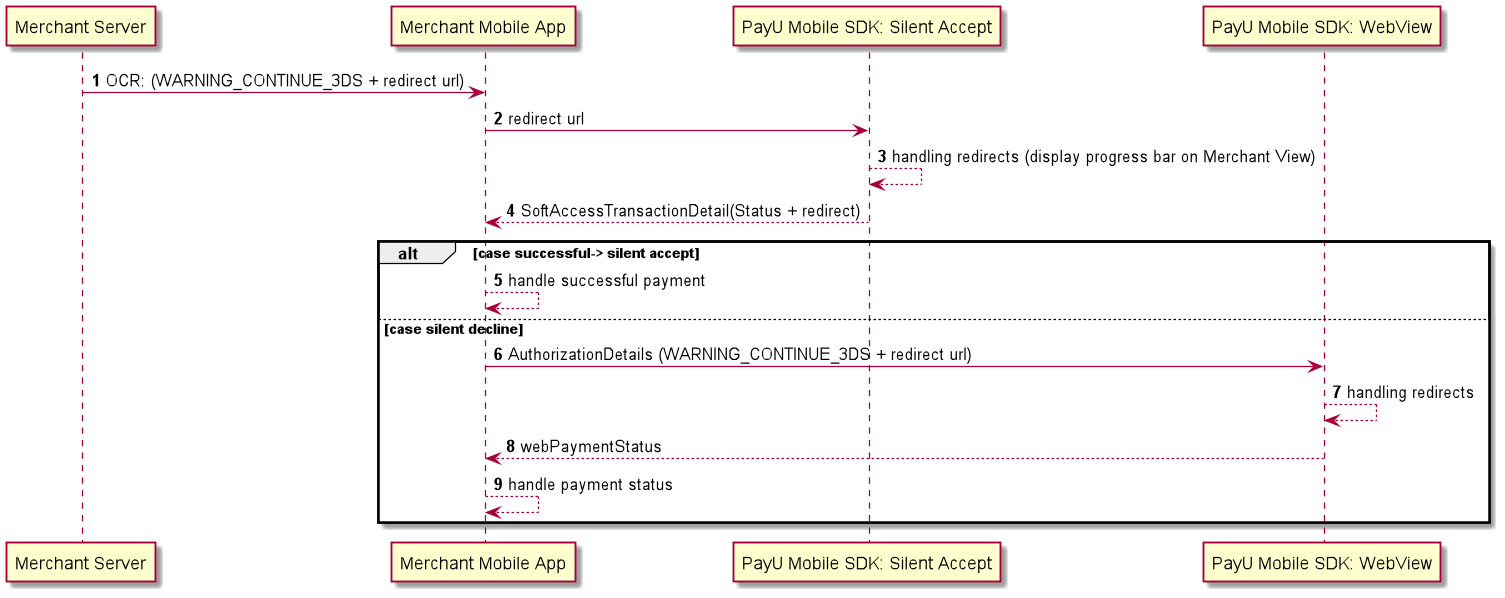 Merchant Server
Merchant Mobile App
PayU Mobile SDK: Silent Accept
PayU Mobile SDK: WebView
1 OCR: (WARNING_CONTINUE_3DS + redirect url)
2 redirect url
3 handling redirects (display progress bar on Merchant View)
4 SoftAccessTransactionDetail(Status + redirect)
alt [case successful-> silent accept]
5 handle successful payment
[case silent decline]
6 AuthorizationDetails (WARNING_CONTINUE_3DS + redirect url)
7 handling redirects
8 webPaymentStatus
9 handle payment status
Merchant Server
Merchant Mobile App
PayU Mobile SDK: Silent Accept
PayU Mobile SDK: WebView